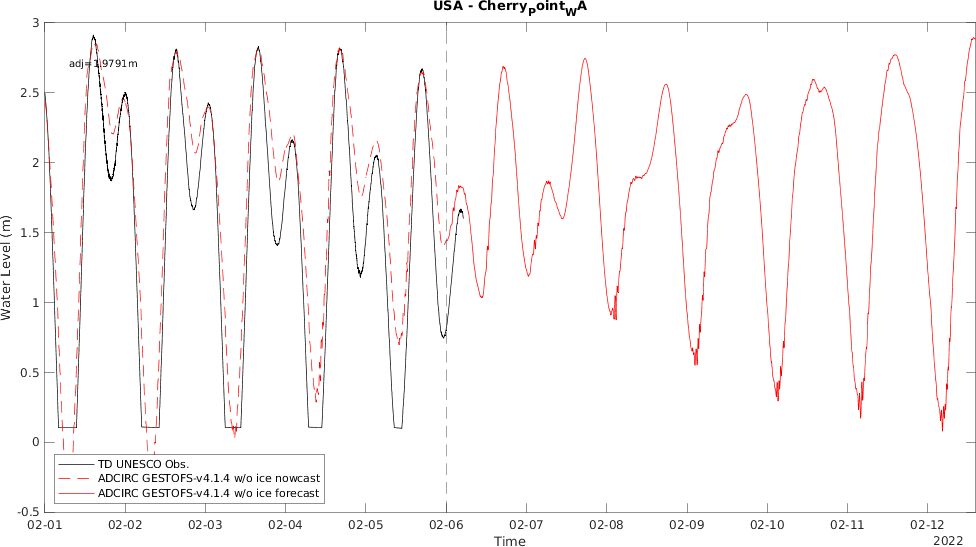 USA - CherryPointWA
adj=1.9791m
Water Level (m)
3
2.5
2
1.5
1
0.5
0
-0.5
TD UNESCO Obs.
ADCIRC GESTOFS-v4.1.4 w/o ice nowcast
ADCIRC GESTOFS-v4.1.4 w/o ice forecast
02-01 02-02 02-03 02-04 02-05 02-06 02-07 02-08 02-09 02-10 02-11 02-12
Time
2022